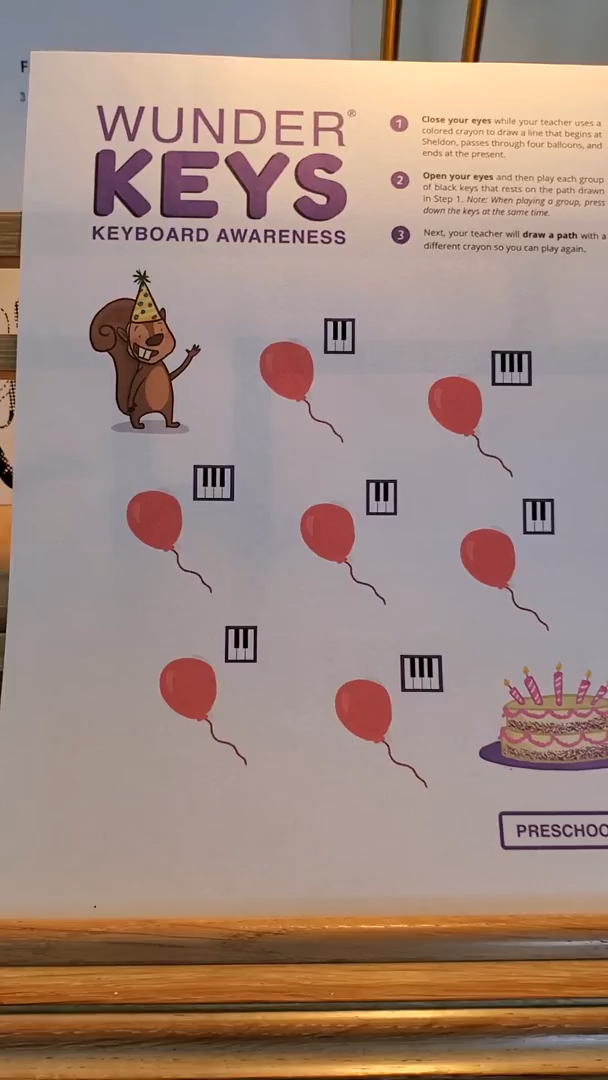 F
3
WUNDER®
KEYS
KEYBOARD AWARENESS
1 Close your eyes while your teacher uses a
colored crayon to draw a line that begins at
Sheldon, passes through four balloons, and
ends at the present.
2 Open your eyes and then play each group
of black keys that rests on the path drawn
in Step 1. Note: When playing a group, press
down the keys at the same time.
3 Next, your teacher will draw a path with a
different crayon so you can play again.
PRESCHOO